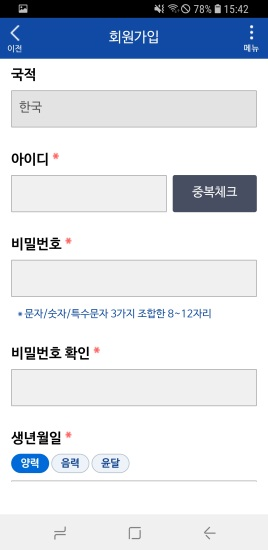 78% 15:42
이전 회원가입 메뉴
국적
한국
아이디 *
중복체크
비밀번호 *
* 문자/숫자/특수문자 3가지 조합한 8~12자리
비밀번호 확인 *
생년월일 *
양력 음력 윤달